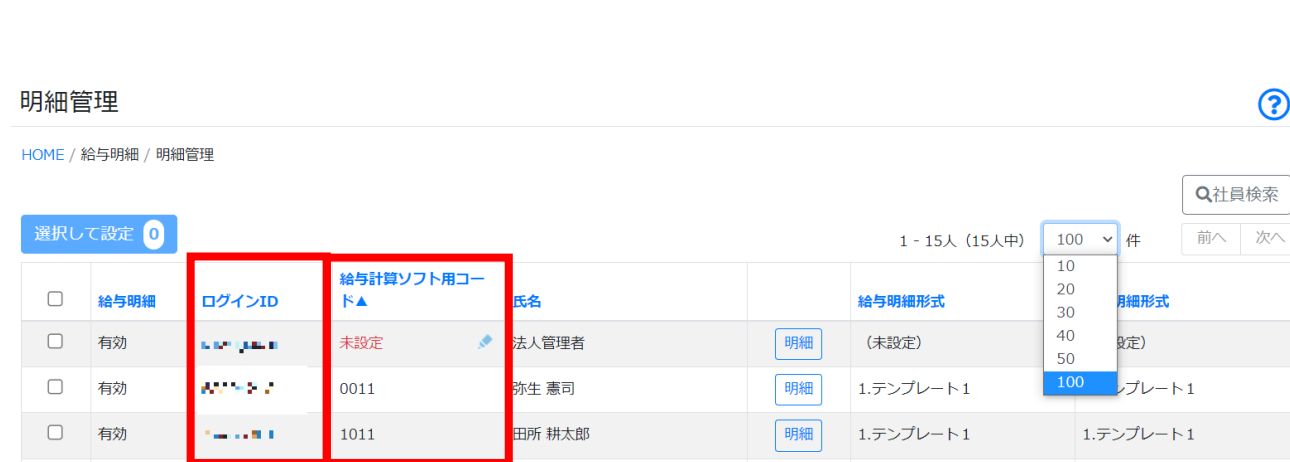 明細管理
HOME / 給与明細 / 明細管理
社員検索
選択して設定 0
1 - 15人（15人中） 100 件 前へ 次へ
10
20
30
40
50
100
給与明細 ログインID 給与計算ソフト用コー
ド▲ 氏名 給与明細形式 明細形式
有効 未設定 法人管理者 明細 （未設定） 設定）
有効 0011 弥生 憲司 明細 1.テンプレート1 プレート1
有効 1011 田所 耕太郎 明細 1.テンプレート1 1.テンプレート1